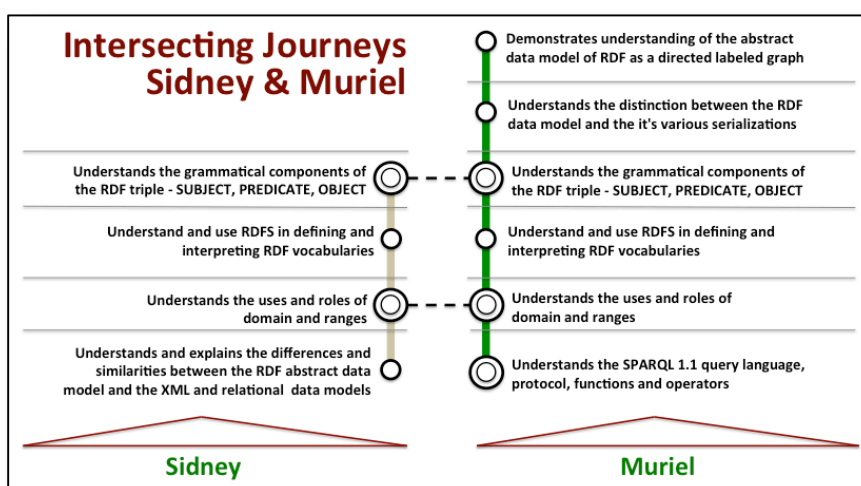 Intersecting Journeys
Sidney & Muriel
Understands the grammatical components of
the RDF triple - SUBJECT, PREDICATE, OBJECT
Understand and use RDFS in defining and
interpreting RDF vocabularies
Understands the uses and roles of
domain and ranges
Understands and explains the differences and
similarities between the RDF abstract data
model and the XML and relational data models
Sidney
Demonstrates understanding of the abstract
data model of RDF as a directed labeled graph
Understands the distinction between the RDF
data model and the it's various serializations
Understands the grammatical components of
the RDF triple - SUBJECT, PREDICATE, OBJECT
Understand and use RDFS in defining and
interpreting RDF vocabularies
Understands the uses and roles of
domain and ranges
Understands the SPARQL 1.1 query language,
protocol, functions and operators
Muriel